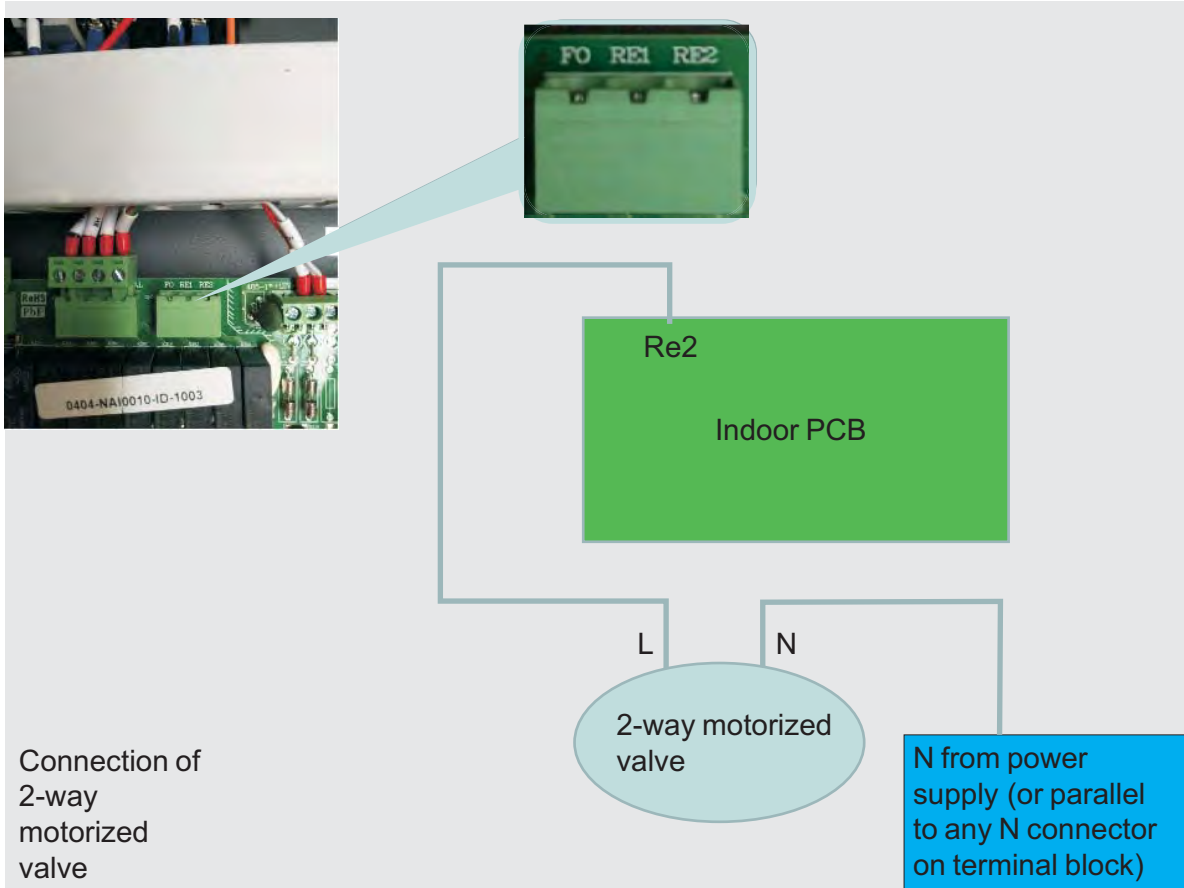 FO RE1 RE2
FO RE1 RE2
RoHS
0404-NAI0010-ID-1003
Re2
Indoor PCB
L N
2-way motorized
valve
Connection of
2-way
motorized
valve
N from power
supply (or parallel
to any N connector
on terminal block)